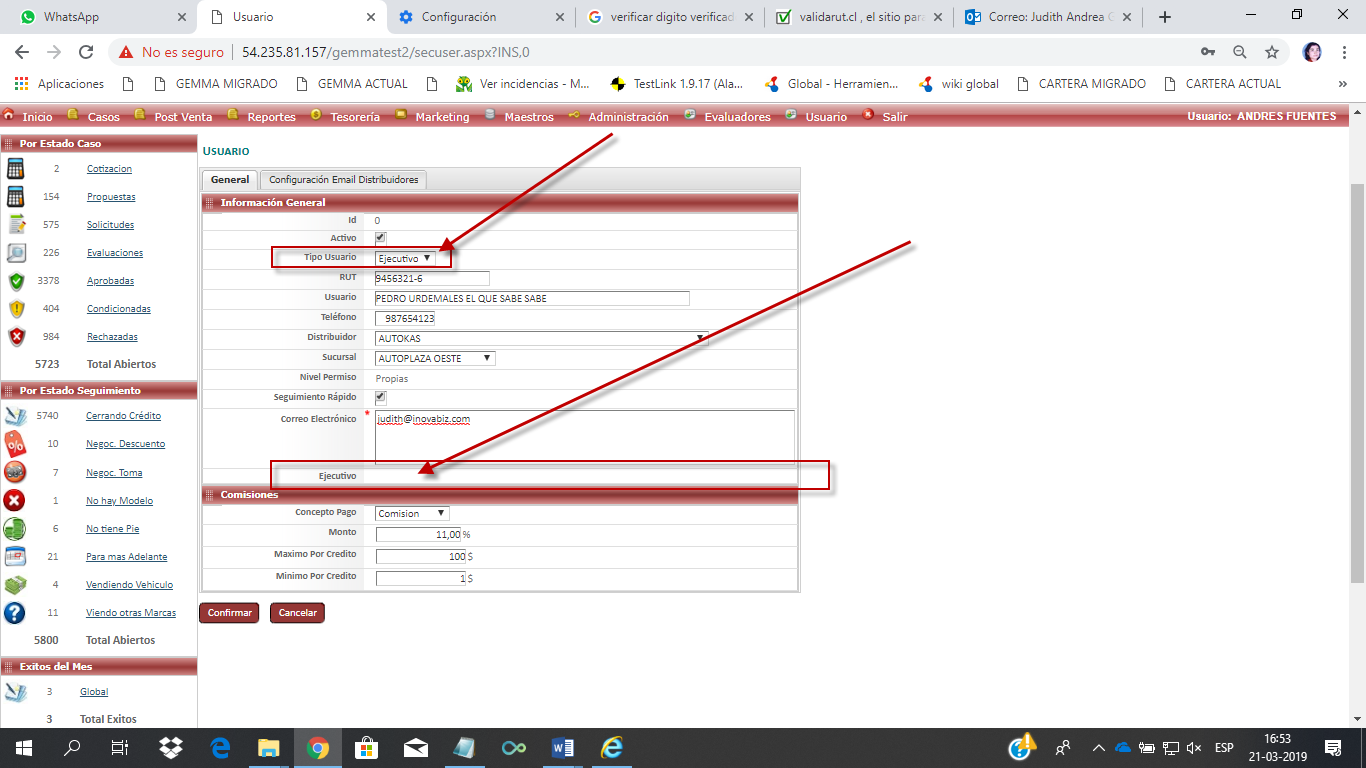 WhatsApp
Usuario
Configuración
verificar digito verificad
validarut.cl , el sitio para
Correo: Judith Andrea G
No es seguro | 54.235.81.157/gemmatest2/secuser.aspx?INS,0
Aplicaciones
GEMMA MIGRADO
GEMMA ACTUAL
Ver incidencias - M...
TestLink 1.9.17 (Ala...
Global - Herramien...
wiki global
CARTERA MIGRADO
CARTERA ACTUAL
»
Inicio Casos Post Venta Reportes Tesorería Marketing Maestros Administración Evaluadores Usuario Salir Usuario: ANDRES FUENTES
Por Estado Caso
2 Cotizacion
154 Propuestas
575 Solicitudes
226 Evaluaciones
3378 Aprobadas
404 Condicionadas
984 Rechazadas
5723 Total Abiertos
Por Estado Seguimiento
5740 Cerrando Crédito
10 Negoc. Descuento
7 Negoc. Toma
1 No hay Modelo
6 No tiene Pie
21 Para mas Adelante
4 Vendiendo Vehiculo
11 Viendo otras Marcas
5800 Total Abiertos
Exitos del Mes
3 Global
3 Total Exitos
USUARIO
General Configuración Email Distribuidores
Información General
Id 0
Activo
Tipo Usuario Ejecutivo
RUT 9456321-6
Usuario PEDRO URDEMALES EL QUE SABE SABE
Teléfono 987654123
Distribuidor AUTOKAS
Sucursal AUTOPLAZA OESTE
Nivel Permiso Propias
Seguimiento Rápido
Correo Electrónico * judith@inovabiz.com
Ejecutivo
Comisiones
Concepto Pago Comision
Monto 11,00 %
Maximo Por Credito 100 $
Minimo Por Credito 1 $
Confirmar Cancelar
ESP
16:53
21-03-2019